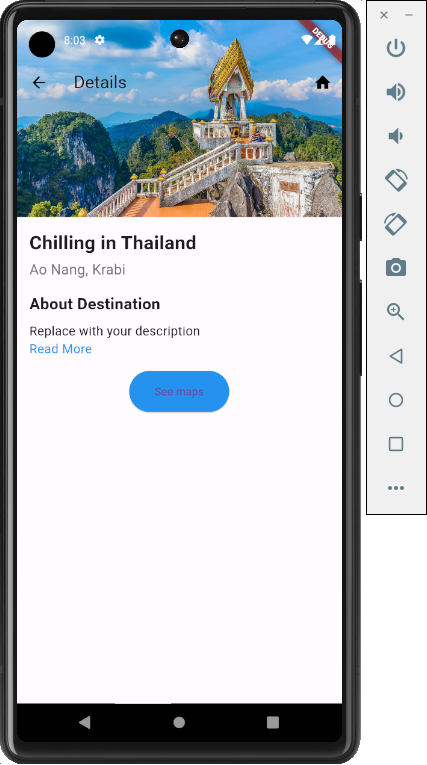 8:03
DEBUG
Details
Chilling in Thailand
Ao Nang, Krabi
About Destination
Replace with your description
Read More
See maps